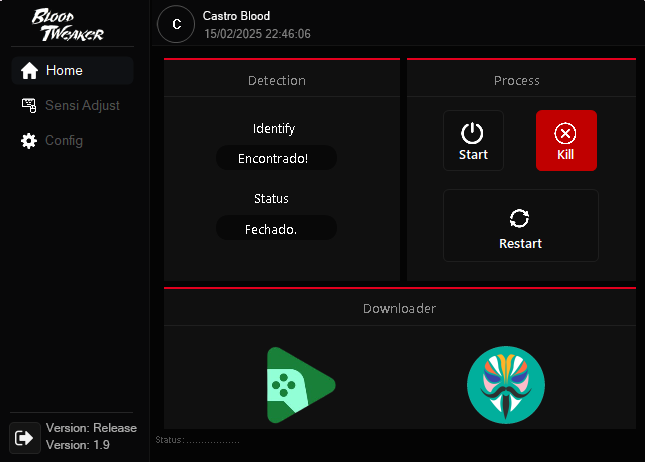 Blood
Tweaker
C
Castro Blood
15/02/2025 22:46:06
Home
Sensi Adjust
Config
Detection
Identify
Encontrado!
Status
Fechado.
Process
Start
Kill
Restart
Downloader
Version: Release
Version: 1.9
Status: ..................